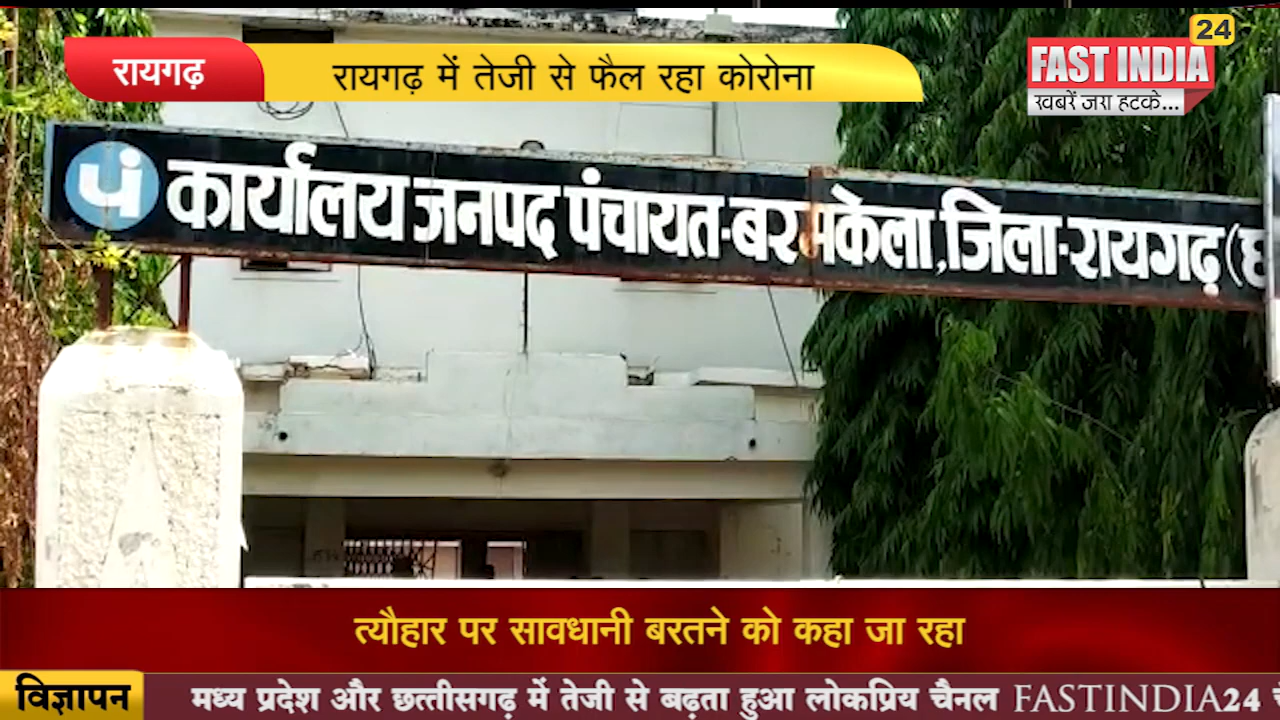 24
रायगढ़
रायगढ़ में तेजी से फैल रहा कोरोना
FAST INDIA
खबरें जरा हटके...
पं कार्यालय जनपद पंचायत-बरमकेला, जिला-रायगढ़ (छ
त्यौहार पर सावधानी बरतने को कहा जा रहा
विज्ञापन
मध्य प्रदेश और छत्तीसगढ़ में तेजी से बढ़ता हुआ लोकप्रिय चैनल FASTINDIA24